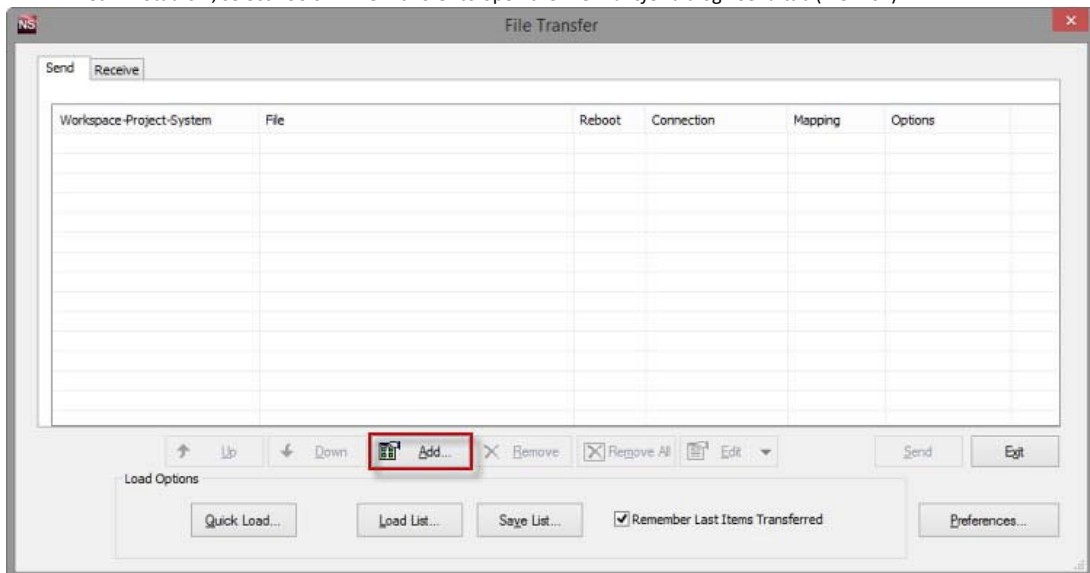 NS File Transfer
Send Receive
Workspace-Project-System File Reboot Connection Mapping Options
Up Down Add... Remove Remove All Edit Send Exit
Load Options
Quick Load... Load List... Save List... Remember Last Items Transferred Preferences...